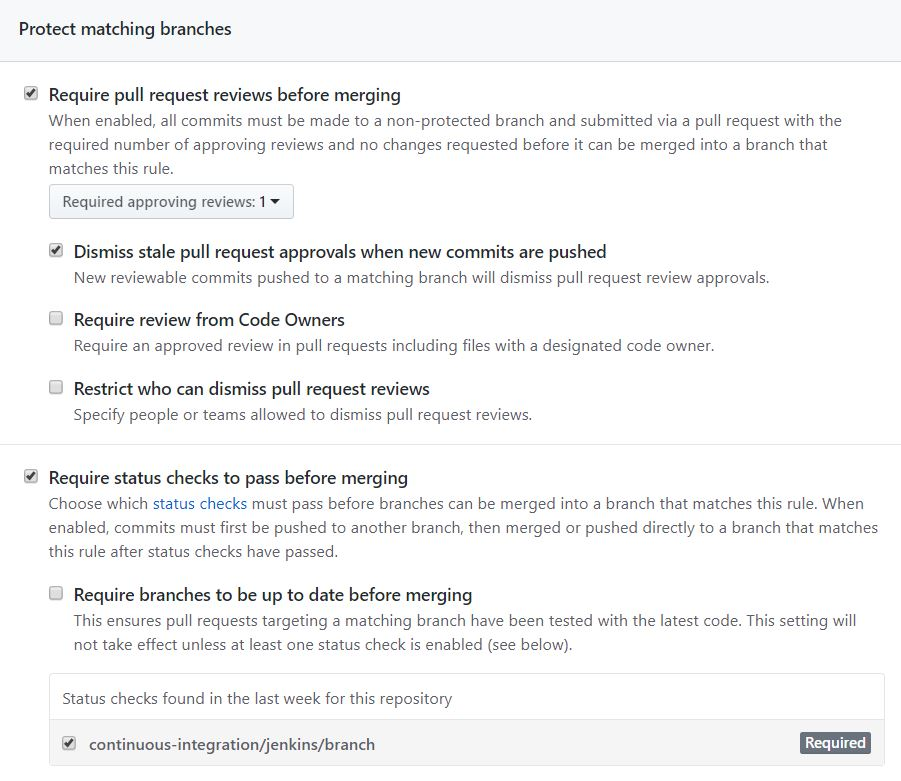 Protect matching branches
Require pull request reviews before merging
When enabled, all commits must be made to a non-protected branch and submitted via a pull request with the
required number of approving reviews and no changes requested before it can be merged into a branch that
matches this rule.
Required approving reviews: 1
Dismiss stale pull request approvals when new commits are pushed
New reviewable commits pushed to a matching branch will dismiss pull request review approvals.
Require review from Code Owners
Require an approved review in pull requests including files with a designated code owner.
Restrict who can dismiss pull request reviews
Specify people or teams allowed to dismiss pull request reviews.
Require status checks to pass before merging
Choose which status checks must pass before branches can be merged into a branch that matches this rule. When
enabled, commits must first be pushed to another branch, then merged or pushed directly to a branch that matches
this rule after status checks have passed.
Require branches to be up to date before merging
This ensures pull requests targeting a matching branch have been tested with the latest code. This setting will
not take effect unless at least one status check is enabled (see below).
Status checks found in the last week for this repository
continuous-integration/jenkins/branch Required